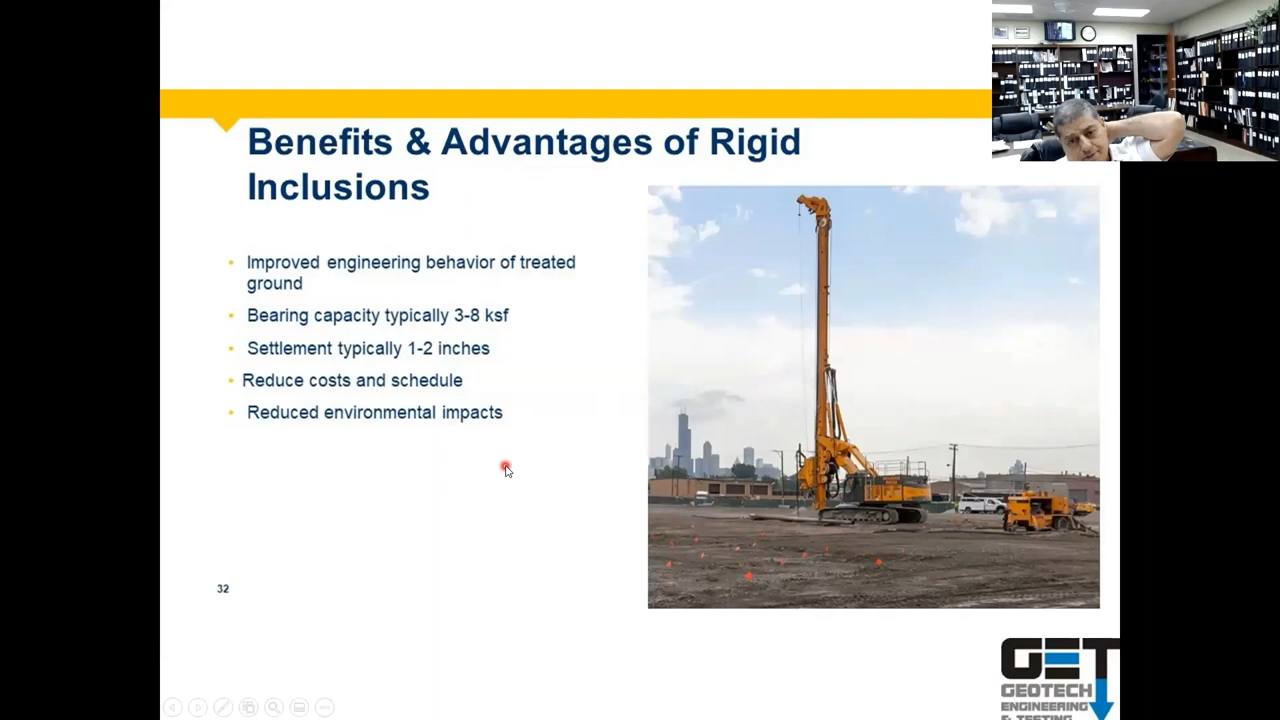 Benefits & Advantages of Rigid
Inclusions
Improved engineering behavior of treated
ground
Bearing capacity typically 3-8 ksf
Settlement typically 1-2 inches
Reduce costs and schedule
Reduced environmental impacts
32
GET
GEOTECH
ENGINEERING
& TESTING